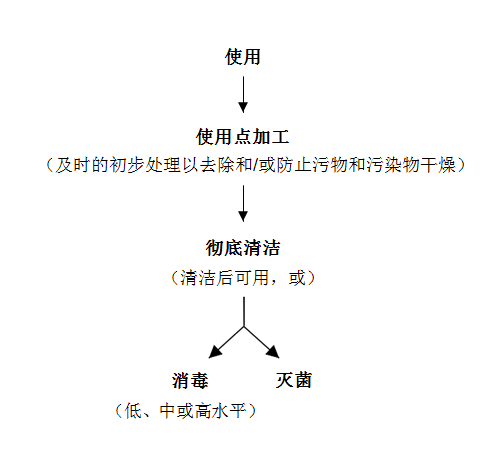 使用
使用点加工
（及时的初步处理以去除和/或防止污物和污染物干燥）
彻底清洁
（清洁后可用，或）
消毒 灭菌
（低、中或高水平）